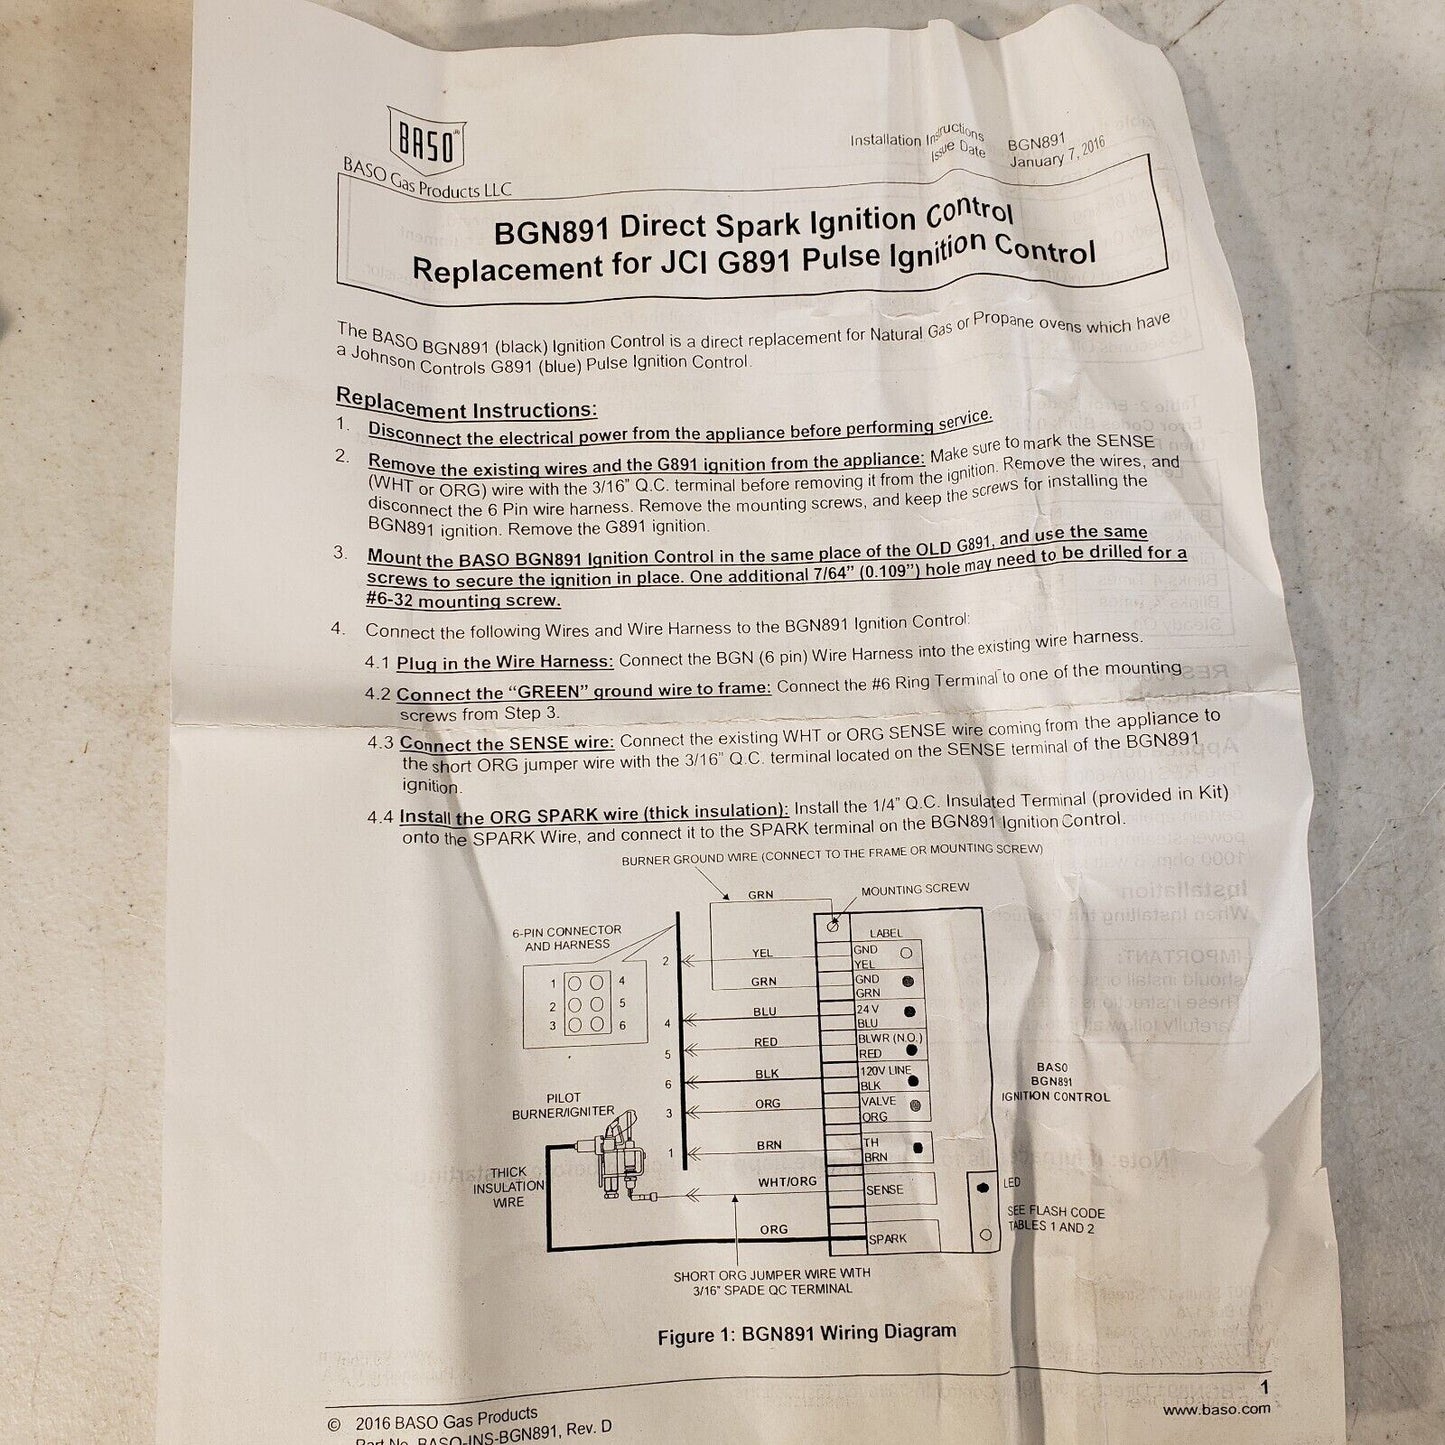 BASO
BASO Gas Products LLC
Installation Instructions BGN891
Issue Date January 7, 2016
BGN891 Direct Spark Ignition Control
Replacement for JCI G891 Pulse Ignition Control
The BASO BGN891 (black) Ignition Control is a direct replacement for Natural Gas or Propane ovens which have
a Johnson Controls G891 (blue) Pulse Ignition Control.
Replacement Instructions:
1. Disconnect the electrical power from the appliance before performing service.
2. Remove the existing wires and the G891 ignition from the appliance: Make sure to mark the SENSE
(WHT or ORG) wire with the 3/16" Q.C. terminal before removing it from the ignition. Remove the wires, and
disconnect the 6 Pin wire harness. Remove the mounting screws, and keep the screws for installing the
BGN891 ignition. Remove the G891 ignition.
3. Mount the BASO BGN891 Ignition Control in the same place of the OLD G891, and use the same
screws to secure the ignition in place. One additional 7/64" (0.109") hole may need to be drilled for a
#6-32 mounting screw.
4. Connect the following Wires and Wire Harness to the BGN891 Ignition Control:
4.1 Plug in the Wire Harness: Connect the BGN (6 pin) Wire Harness into the existing wire harness.
4.2 Connect the "GREEN" ground wire to frame: Connect the #6 Ring Terminal to one of the mounting
screws from Step 3.
4.3 Connect the SENSE wire: Connect the existing WHT or ORG SENSE wire coming from the appliance to
the short ORG jumper wire with the 3/16" Q.C. terminal located on the SENSE terminal of the BGN891
ignition.
4.4 Install the ORG SPARK wire (thick insulation): Install the 1/4" Q.C. Insulated Terminal (provided in Kit)
onto the SPARK Wire, and connect it to the SPARK terminal on the BGN891 Ignition Control.
BURNER GROUND WIRE (CONNECT TO THE FRAME OR MOUNTING SCREW)
GRN
MOUNTING SCREW
6-PIN CONNECTOR
AND HARNESS
1 4
2 5
3 6
LABEL
2 YEL GND
YEL
GRN GND
GRN
4 BLU 24 V
BLU
5 RED BLWR (N.O.)
RED
6 BLK 120V LINE
BLK
3 ORG VALVE
ORG
1 BRN TH
BRN
WHT/ORG SENSE
ORG SPARK
BASO
BGN891
IGNITION CONTROL
PILOT
BURNER/IGNITER
THICK
INSULATION
WIRE
LED
SEE FLASH CODE
TABLES 1 AND 2
SHORT ORG JUMPER WIRE WITH
3/16" SPADE QC TERMINAL
Figure 1: BGN891 Wiring Diagram
1
© 2016 BASO Gas Products
www.baso.com
Part No. BASO-INS-BGN891, Rev. D